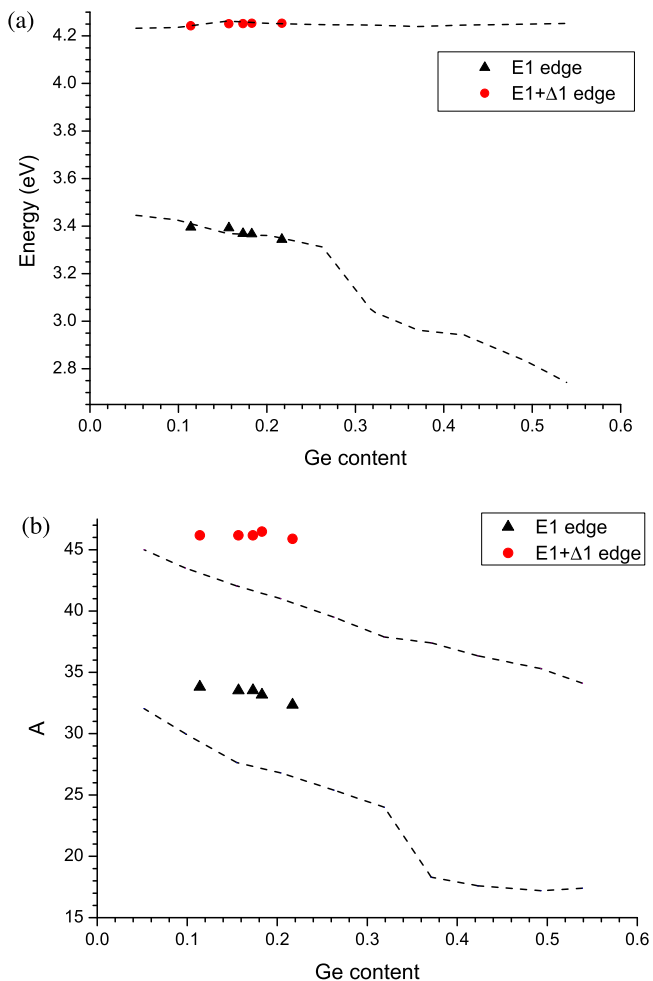 (a)
4.2
4.0
3.8
3.6
3.4
3.2
3.0
2.8
Energy (eV)
E1 edge
E1+Δ1 edge
0.0 0.1 0.2 0.3 0.4 0.5 0.6
Ge content
(b)
45
40
35
30
25
20
15
A
E1 edge
E1+Δ1 edge
0.0 0.1 0.2 0.3 0.4 0.5 0.6
Ge content